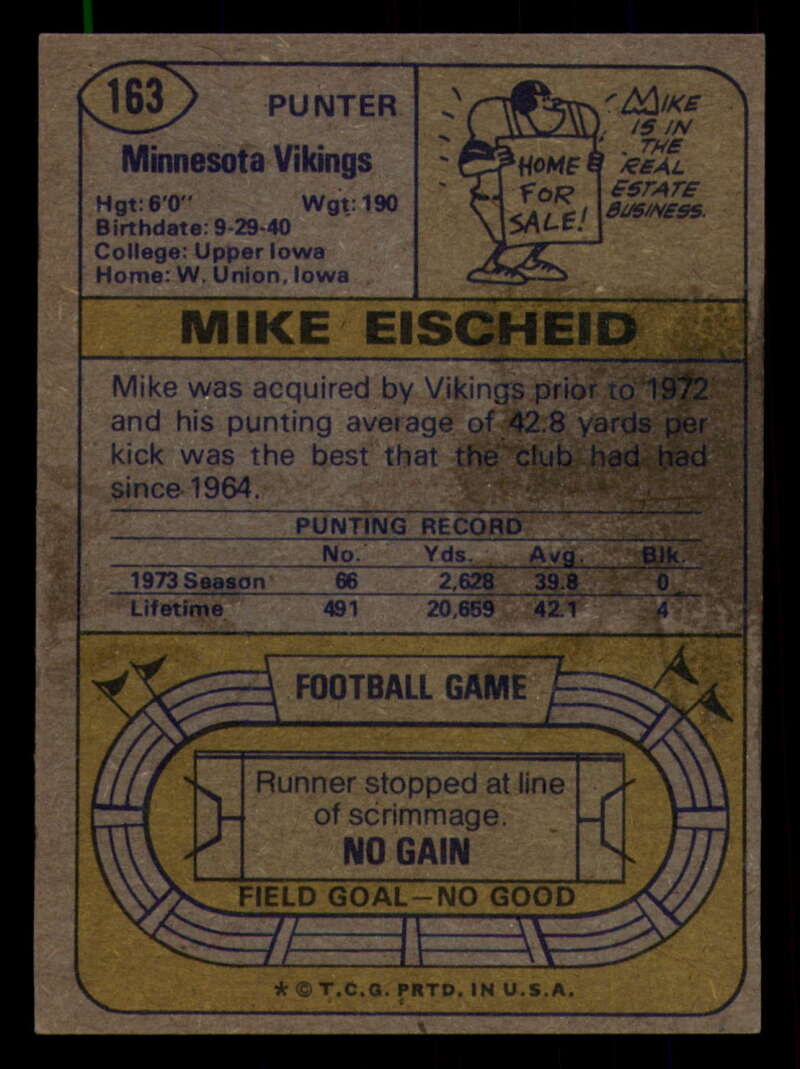 163
PUNTER
Minnesota Vikings
Hgt: 6'0" Wgt: 190
Birthdate: 9-29-40
College: Upper Iowa
Home: W. Union, Iowa
MIKE
IS IN
THE
REAL
ESTATE
BUSINESS.
HOME
FOR
SALE!
MIKE EISCHEID
Mike was acquired by Vikings prior to 1972
and his punting average of 42.8 yards per
kick was the best that the club had had
since 1964.
PUNTING RECORD
No. Yds. Avg. Blk.
1973 Season 66 2,628 39.8 0
Lifetime 491 20,659 42.1 4
FOOTBALL GAME
Runner stopped at line
of scrimmage.
NO GAIN
FIELD GOAL—NO GOOD
* © T.C.G. PRTD. IN U.S.A.